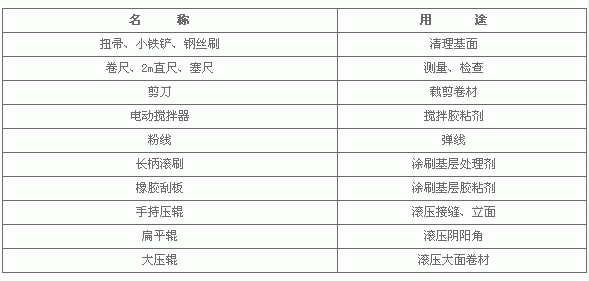 名 称 用 途
扫帚、小铁铲、钢丝刷 清理基面
卷尺、2m直尺、塞尺 测量、检查
剪刀 裁剪卷材
电动搅拌器 搅拌胶粘剂
粉线 弹线
长柄滚刷 涂刷基层处理剂
橡胶刮板 涂刷基层胶粘剂
手持压辊 滚压接缝、立面
扁平辊 滚压阴阳角
大压辊 滚压大面卷材